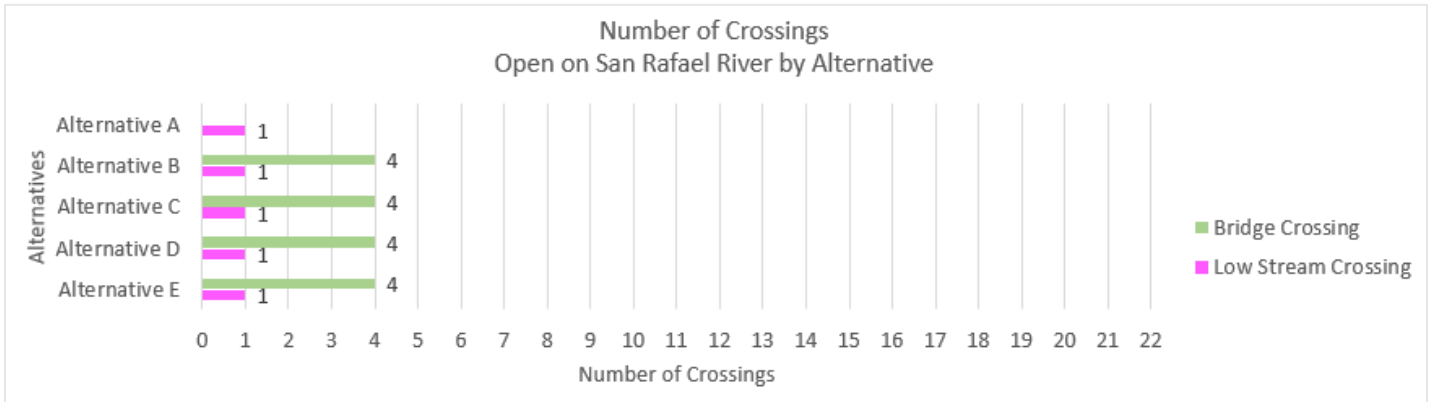 Number of Crossings
Open on San Rafael River by Alternative
Alternatives
Alternative A
1
Alternative B
4
1
Alternative C
4
1
Alternative D
4
1
Alternative E
4
1
Bridge Crossing
Low Stream Crossing
0 1 2 3 4 5 6 7 8 9 10 11 12 13 14 15 16 17 18 19 20 21 22
Number of Crossings